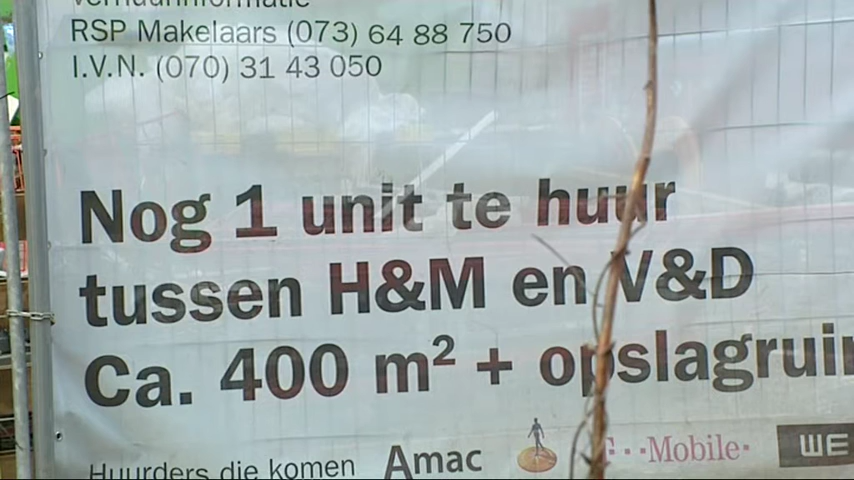 Verhuurinformatie
RSP Makelaars (073) 64 88 750
I.V.N. (070) 31 43 050
Nog 1 unit te huur
tussen H&M en V&D
Ca. 400 m² + opslagruim
Huurders die komen Amac T··Mobile· WE